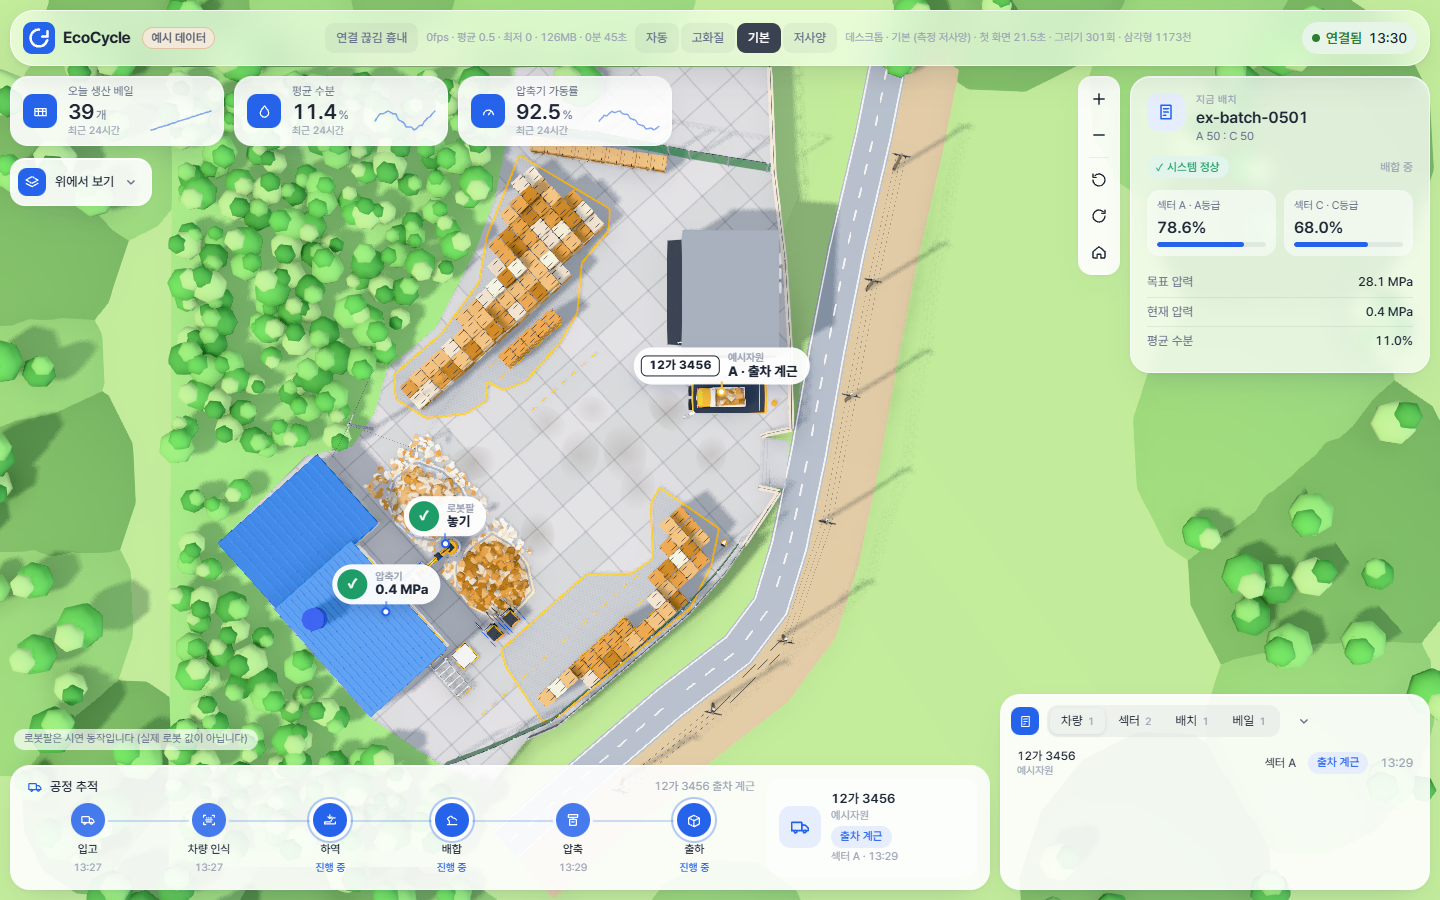 EcoCycle
예시 데이터
연결 끊김 흉내
0fps · 평균 0.5 · 최저 0 · 126MB · 0분 45초
자동
고화질
기본
저사양
데스크톱 · 기본 (측정 저사양) · 첫 화면 21.5초 · 그리기 301회 · 삼각형 1173천
연결됨 13:30
오늘 생산 베일
39개
최근 24시간
평균 수분
11.4%
최근 24시간
압축기 가동률
92.5%
최근 24시간
위에서 보기
지금 배치
ex-batch-0501
A 50 : C 50
✓ 시스템 정상
배합 중
섹터 A · A등급
78.6%
섹터 C · C등급
68.0%
목표 압력 28.1 MPa
현재 압력 0.4 MPa
평균 수분 11.0%
12가 3456
예시자원
A · 출차 계근
로봇팔
놓기
압축기
0.4 MPa
로봇팔은 시연 동작입니다 (실제 로봇 값이 아닙니다)
공정 추적
12가 3456 출차 계근
입고
13:27
차량 인식
13:27
하역
진행 중
배합
진행 중
압축
13:29
출하
진행 중
12가 3456
예시자원
출차 계근
섹터 A · 13:29
차량 1
섹터 2
배치 1
베일 1
12가 3456
예시자원
섹터 A
출차 계근
13:29